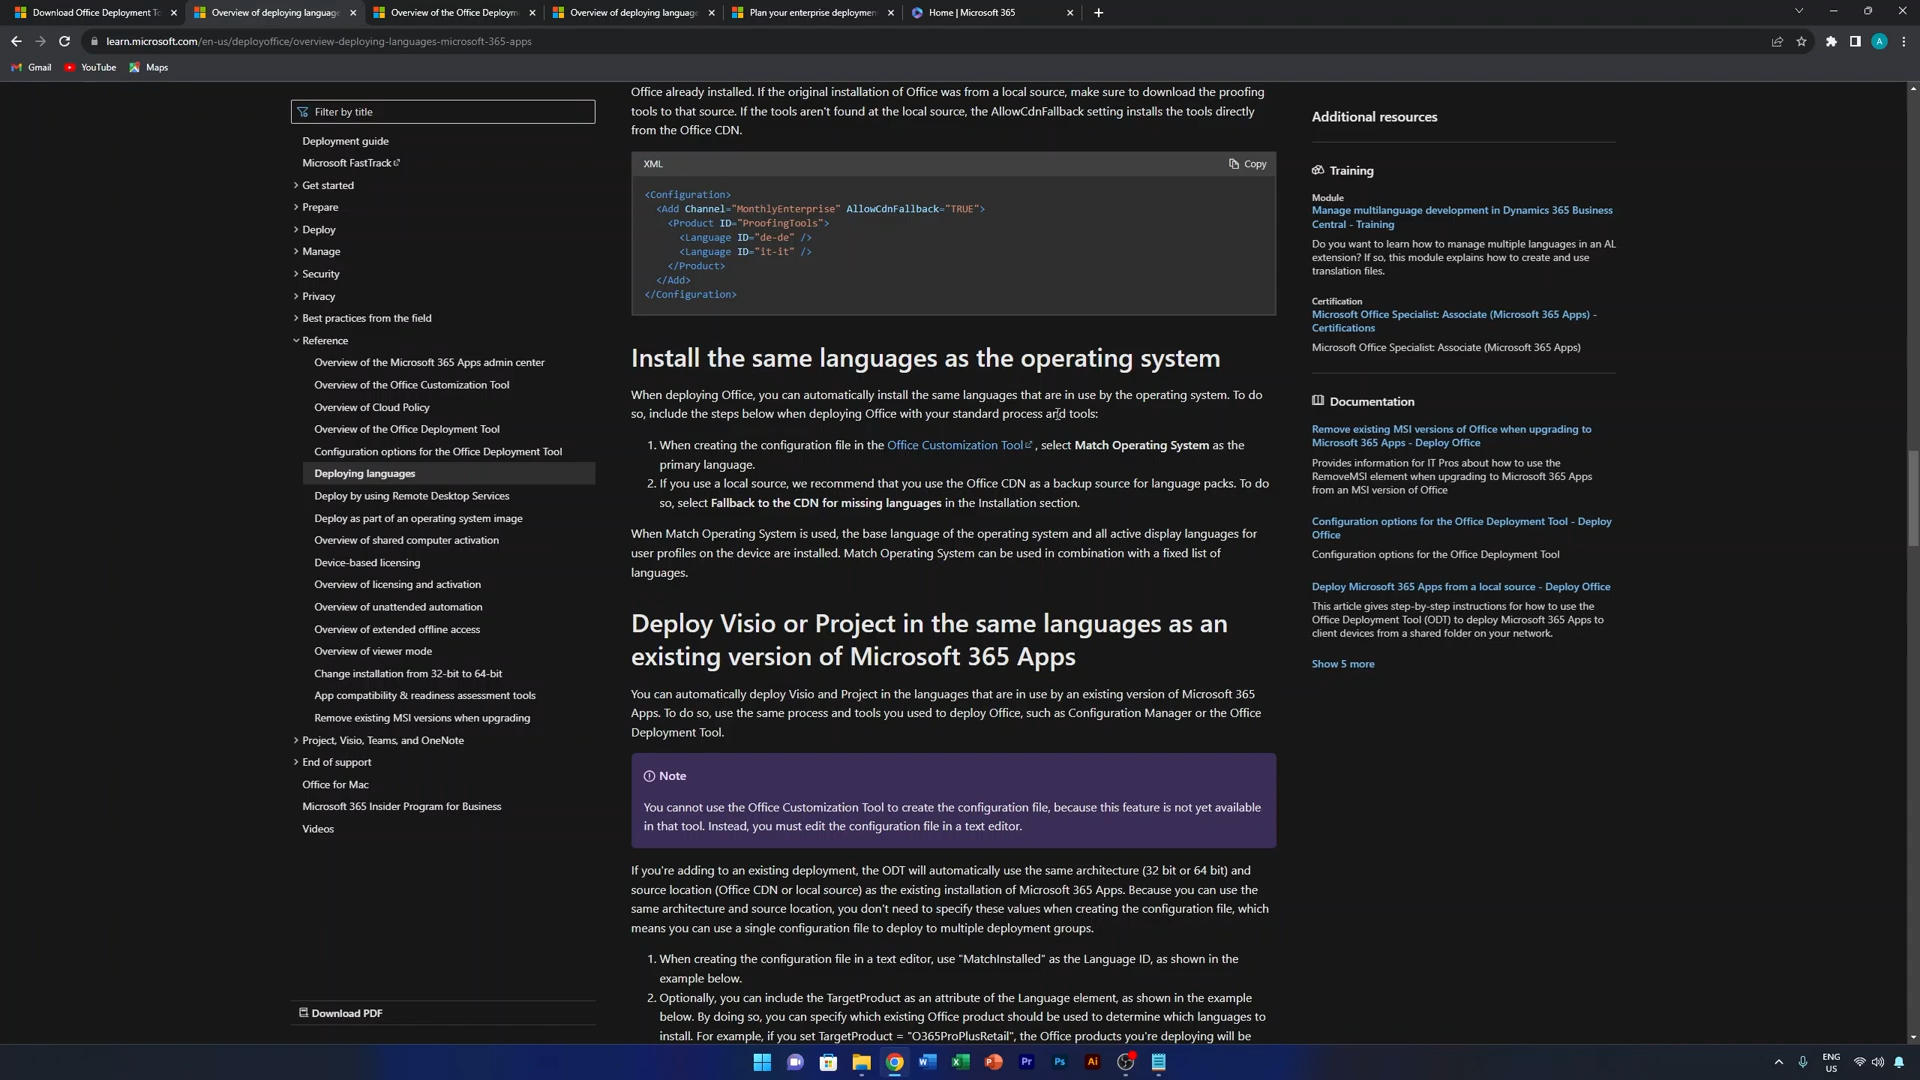 Download Office Deployment To
Overview of deploying language
Overview of the Office Deploym
Overview of deploying language
Plan your enterprise deployment
Home | Microsoft 365
learn.microsoft.com/en-us/deployoffice/overview-deploying-languages-microsoft-365-apps
A
Gmail
YouTube
Maps
Filter by title
Deployment guide
Microsoft FastTrack
Get started
Prepare
Deploy
Manage
Security
Privacy
Best practices from the field
Reference
Overview of the Microsoft 365 Apps admin center
Overview of the Office Customization Tool
Overview of Cloud Policy
Overview of the Office Deployment Tool
Configuration options for the Office Deployment Tool
Deploying languages
Deploy by using Remote Desktop Services
Deploy as part of an operating system image
Overview of shared computer activation
Device-based licensing
Overview of licensing and activation
Overview of unattended automation
Overview of extended offline access
Overview of viewer mode
Change installation from 32-bit to 64-bit
App compatibility & readiness assessment tools
Remove existing MSI versions when upgrading
Project, Visio, Teams, and OneNote
End of support
Office for Mac
Microsoft 365 Insider Program for Business
Videos
Download PDF
Office already installed. If the original installation of Office was from a local source, make sure to download the proofing
tools to that source. If the tools aren't found at the local source, the AllowCdnFallback setting installs the tools directly
from the Office CDN.
XML
Copy
<Configuration>
<Add Channel="MonthlyEnterprise" AllowCdnFallback="TRUE">
<Product ID="ProofingTools">
<Language ID="de-de" />
<Language ID="it-it" />
</Product>
</Add>
</Configuration>
Install the same languages as the operating system
When deploying Office, you can automatically install the same languages that are in use by the operating system. To do
so, include the steps below when deploying Office with your standard process and tools:
1. When creating the configuration file in the Office Customization Tool , select Match Operating System as the
primary language.
2. If you use a local source, we recommend that you use the Office CDN as a backup source for language packs. To do
so, select Fallback to the CDN for missing languages in the Installation section.
When Match Operating System is used, the base language of the operating system and all active display languages for
user profiles on the device are installed. Match Operating System can be used in combination with a fixed list of
languages.
Deploy Visio or Project in the same languages as an
existing version of Microsoft 365 Apps
You can automatically deploy Visio and Project in the languages that are in use by an existing version of Microsoft 365
Apps. To do so, use the same process and tools you used to deploy Office, such as Configuration Manager or the Office
Deployment Tool.
Note
You cannot use the Office Customization Tool to create the configuration file, because this feature is not yet available
in that tool. Instead, you must edit the configuration file in a text editor.
If you're adding to an existing deployment, the ODT will automatically use the same architecture (32 bit or 64 bit) and
source location (Office CDN or local source) as the existing installation of Microsoft 365 Apps. Because you can use the
same architecture and source location, you don't need to specify these values when creating the configuration file, which
means you can use a single configuration file to deploy to multiple deployment groups.
1. When creating the configuration file in a text editor, use "MatchInstalled" as the Language ID, as shown in the
example below.
2. Optionally, you can include the TargetProduct as an attribute of the Language element, as shown in the example
below. By doing so, you can specify which existing Office product should be used to determine which languages to
install. For example, if you set TargetProduct = "O365ProPlusRetail", the Office products you're deploying will be
Additional resources
Training
Module
Manage multilanguage development in Dynamics 365 Business
Central - Training
Do you want to learn how to manage multiple languages in an AL
extension? If so, this module explains how to create and use
translation files.
Certification
Microsoft Office Specialist: Associate (Microsoft 365 Apps) -
Certifications
Microsoft Office Specialist: Associate (Microsoft 365 Apps)
Documentation
Remove existing MSI versions of Office when upgrading to
Microsoft 365 Apps - Deploy Office
Provides information for IT Pros about how to use the
RemoveMSI element when upgrading to Microsoft 365 Apps
from an MSI version of Office
Configuration options for the Office Deployment Tool - Deploy
Office
Configuration options for the Office Deployment Tool
Deploy Microsoft 365 Apps from a local source - Deploy Office
This article gives step-by-step instructions for how to use the
Office Deployment Tool (ODT) to deploy Microsoft 365 Apps to
client devices from a shared folder on your network.
Show 5 more
Pr
Ps
Ai
ENG
US